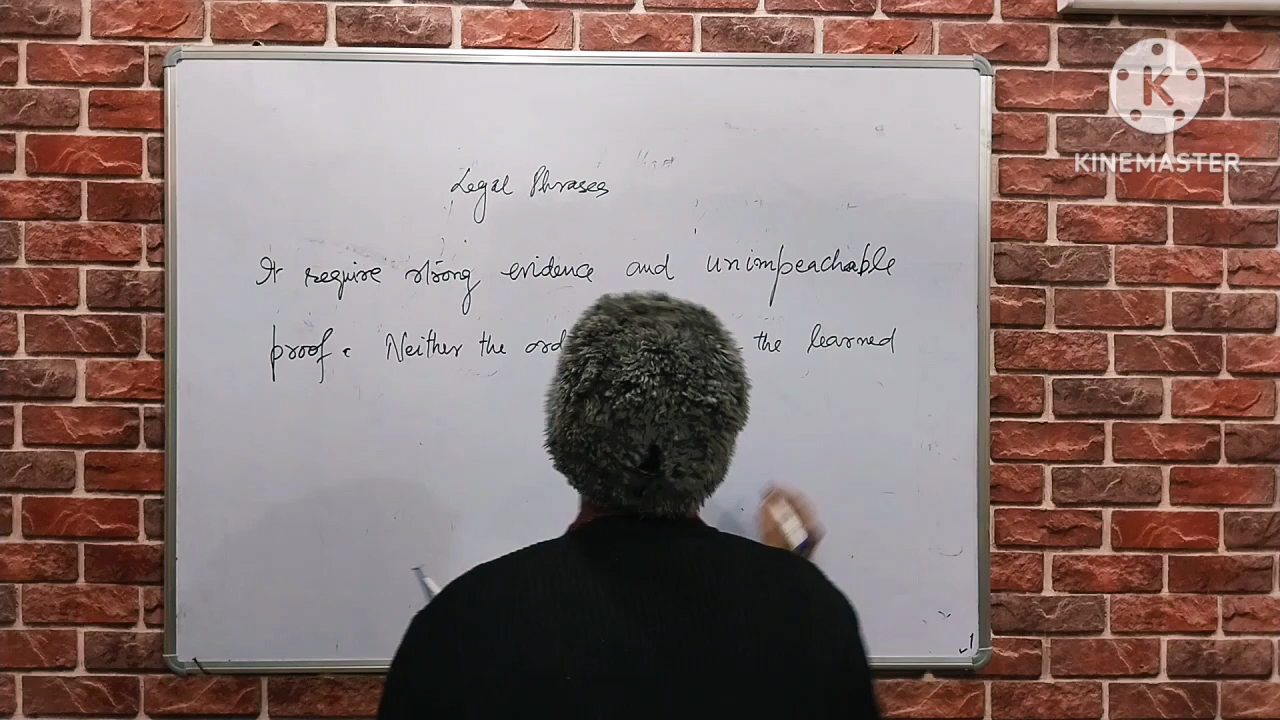 Legal Phrases
It require strong evidence and unimpeachable
proof. Neither the the learned
K
KINEMASTER